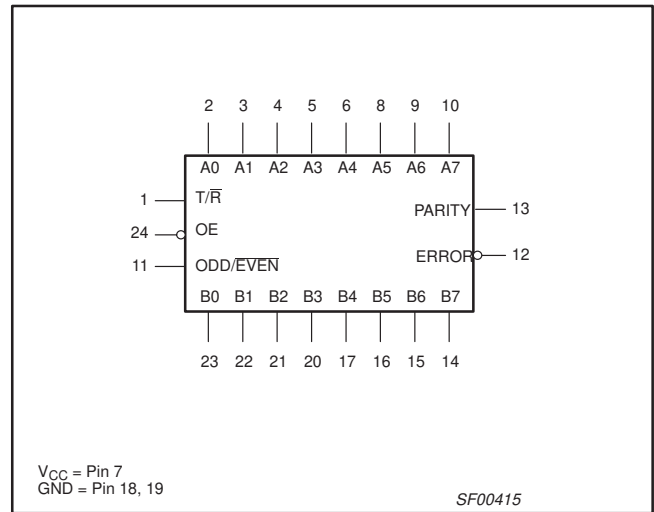 2 3 4 5 6 8 9 10
A0 A1 A2 A3 A4 A5 A6 A7
1 T/R̅
PARITY 13
24 OE
ERROR 12
11 ODD/E̅V̅E̅N̅
B0 B1 B2 B3 B4 B5 B6 B7
23 22 21 20 17 16 15 14
VCC = Pin 7
GND = Pin 18, 19
SF00415